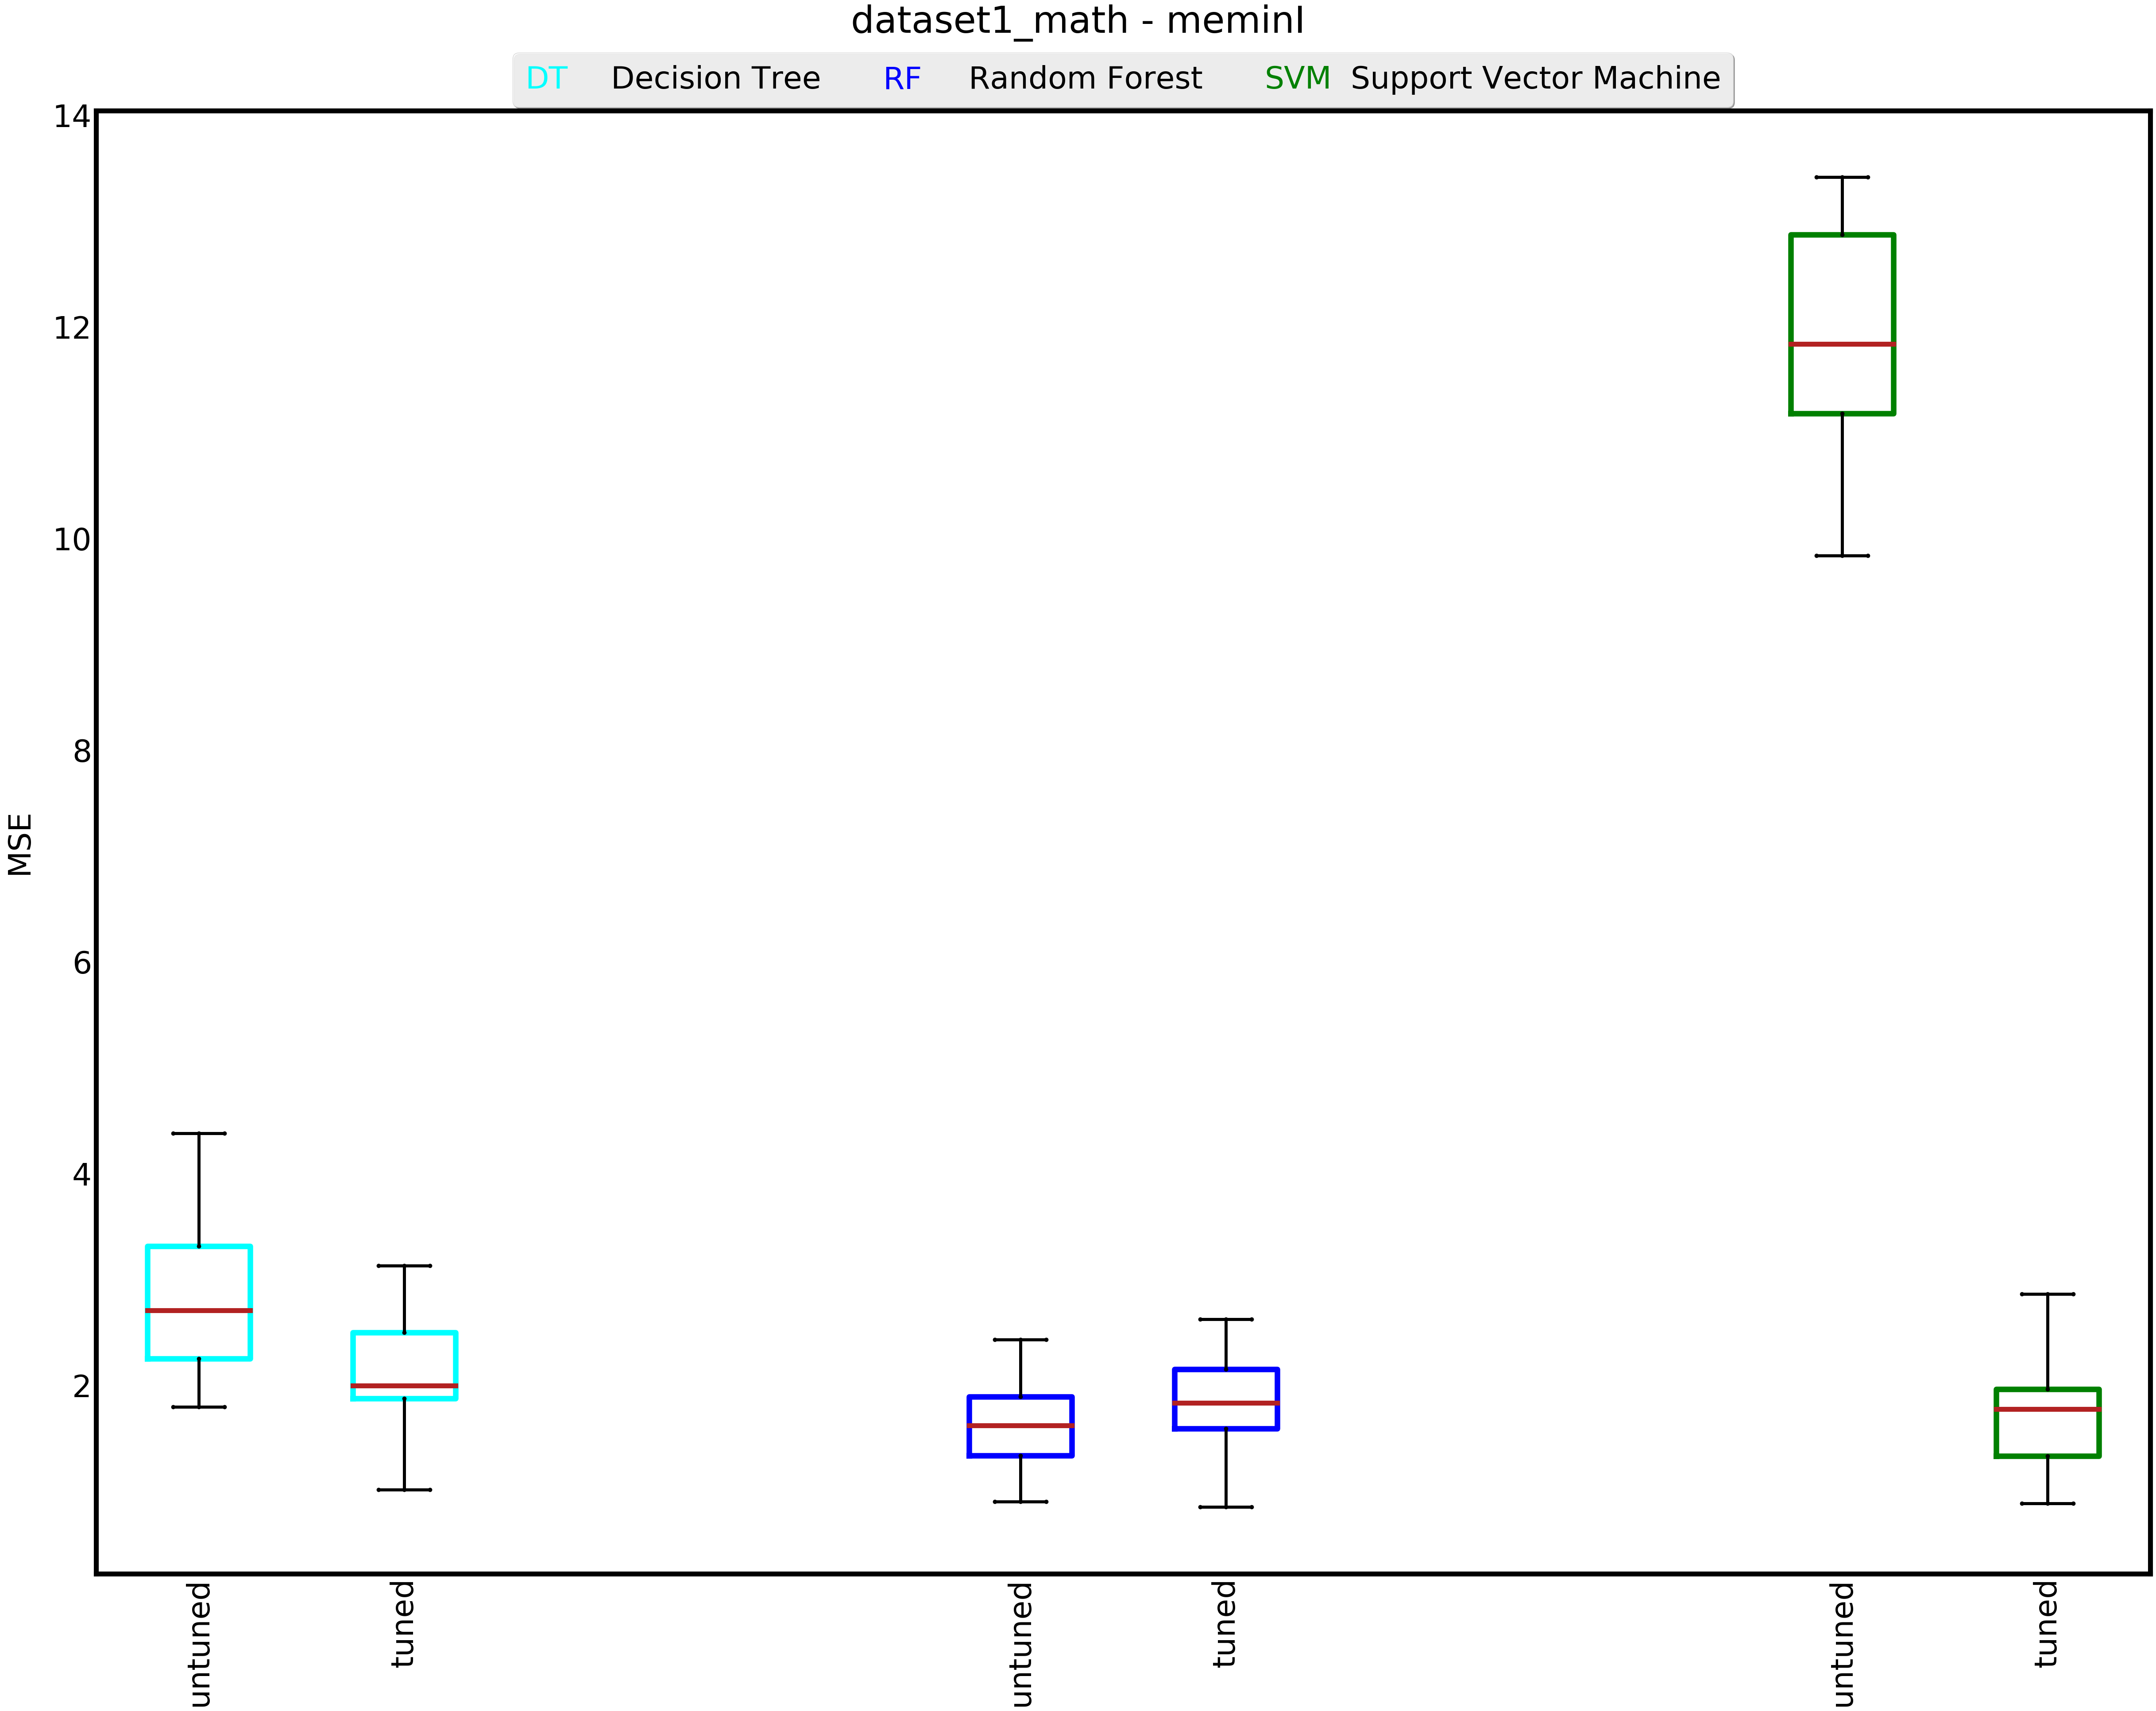 dataset1_math - meminI
DT Decision Tree RF Random Forest SVM Support Vector Machine
14
12
10
8
6
4
2
MSE
untuned tuned untuned tuned untuned tuned